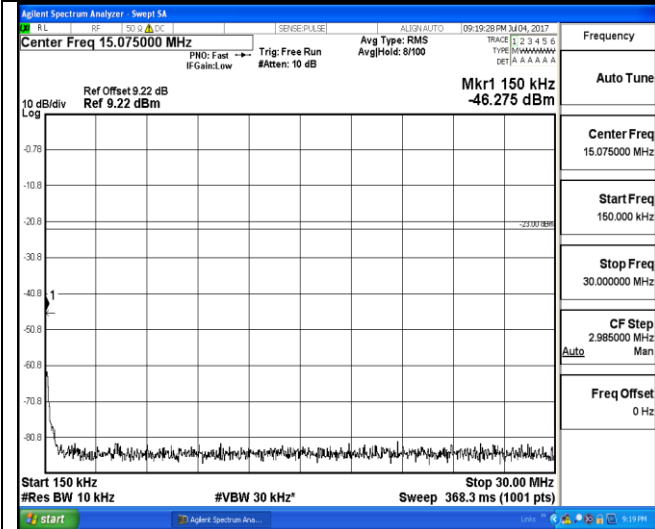 Agilent Spectrum Analyzer - Swept SA
RL RF 50 Ω DC SENSE:PULSE ALIGN AUTO 09:19:28 PM Jul 04, 2017
Center Freq 15.075000 MHz
PNO: Fast
IFGain:Low
Trig: Free Run
#Atten: 10 dB
Avg Type: RMS
Avg|Hold: 8/100
TRACE 1 2 3 4 5 6
TYPE MWWWWW
DET A A A A A A
Mkr1 150 kHz
-46.275 dBm
Ref Offset 9.22 dB
10 dB/div Ref 9.22 dBm
Log
-0.78
-10.8
-20.8
-23.00 dBm
-30.8
-40.8
1
-50.8
-60.8
-70.8
-80.8
Start 150 kHz Stop 30.00 MHz
#Res BW 10 kHz #VBW 30 kHz* Sweep 368.3 ms (1001 pts)
Frequency
Auto Tune
Center Freq
15.075000 MHz
Start Freq
150.000 kHz
Stop Freq
30.000000 MHz
CF Step
2.985000 MHz
Auto Man
Freq Offset
0 Hz
start Agilent Spectrum Ana... Links 9:19 PM